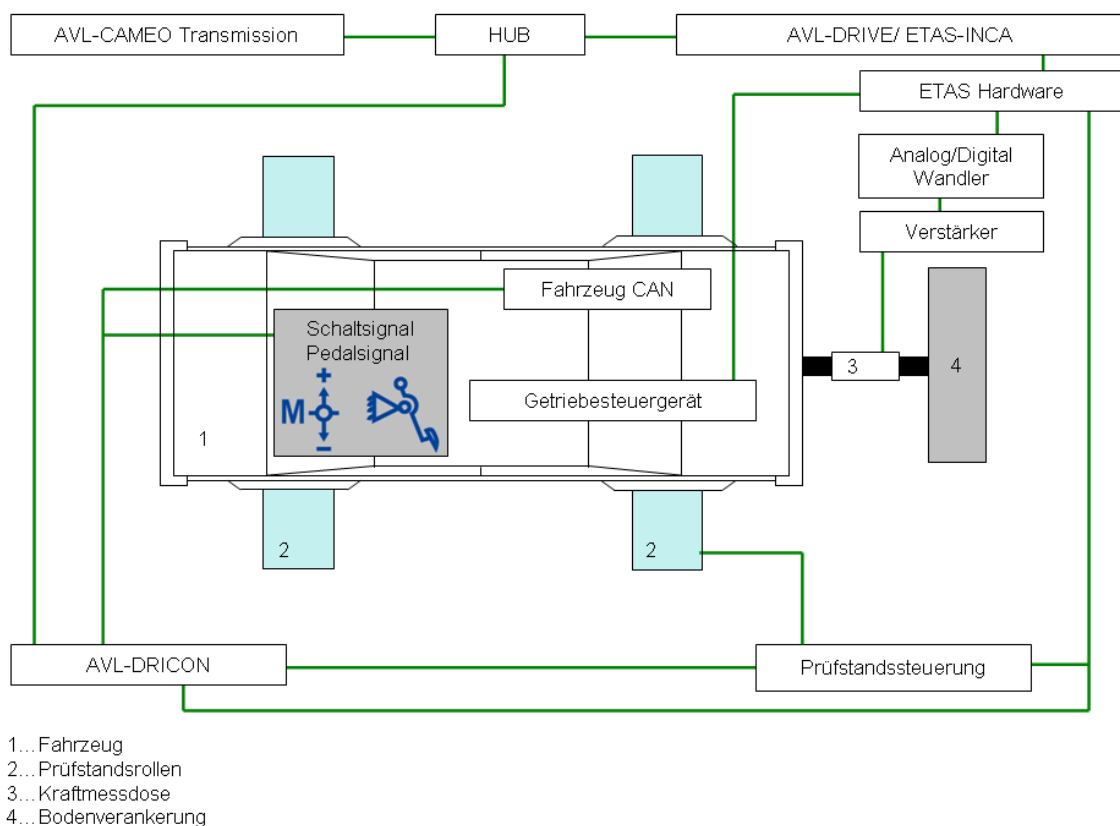 AVL-CAMEO Transmission
HUB
AVL-DRIVE/ ETAS-INCA
ETAS Hardware
Analog/Digital
Wandler
Verstärker
Fahrzeug CAN
Schaltsignal
Pedalsignal
+
M
–
Getriebesteuergerät
1
3
4
2
2
AVL-DRICON
Prüfstandssteuerung
1...Fahrzeug
2...Prüfstandsrollen
3...Kraftmessdose
4...Bodenverankerung